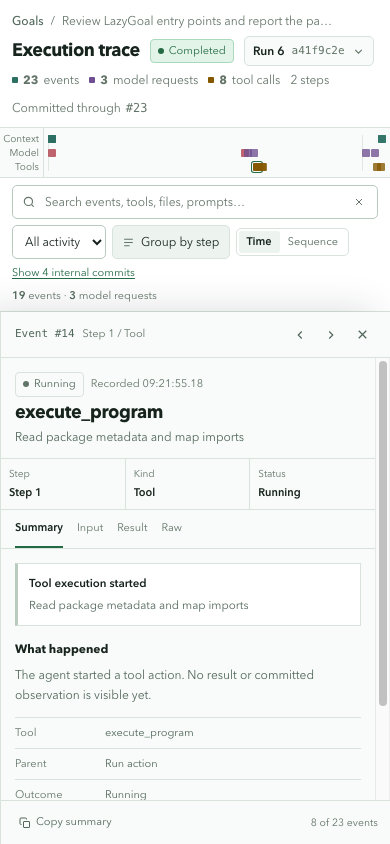 Goals / Review LazyGoal entry points and report the pa...
Execution trace
Completed
Run 6 a41f9c2e
23 events 3 model requests 8 tool calls 2 steps
Committed through #23
Context
Model
Tools
Search events, tools, files, prompts...
All activity
Group by step
Time Sequence
Show 4 internal commits
19 events · 3 model requests
Event #14 Step 1 / Tool
Running Recorded 09:21:55.18
execute_program
Read package metadata and map imports
Step Kind Status
Step 1 Tool Running
Summary Input Result Raw
Tool execution started
Read package metadata and map imports
What happened
The agent started a tool action. No result or committed
observation is visible yet.
Tool execute_program
Parent Run action
Outcome Running
Copy summary 8 of 23 events